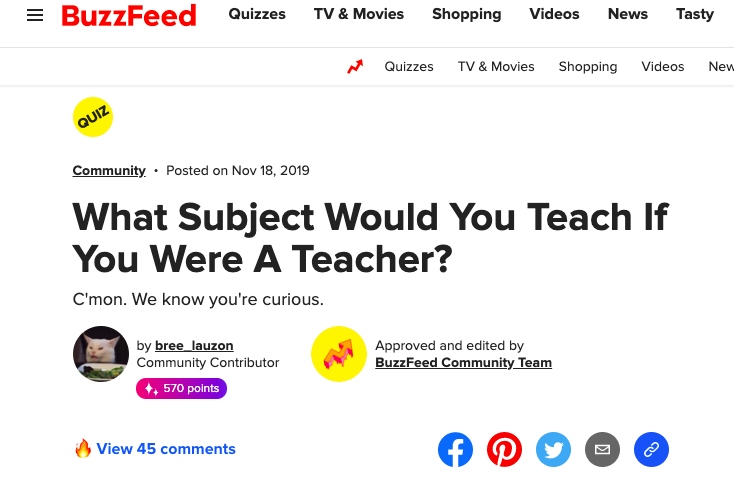 BuzzFeed Quizzes TV & Movies Shopping Videos News Tasty
Quizzes TV & Movies Shopping Videos New
QUIZ
Community • Posted on Nov 18, 2019
What Subject Would You Teach If
You Were A Teacher?
C'mon. We know you're curious.
by bree_lauzon
Community Contributor
570 points
Approved and edited by
BuzzFeed Community Team
View 45 comments